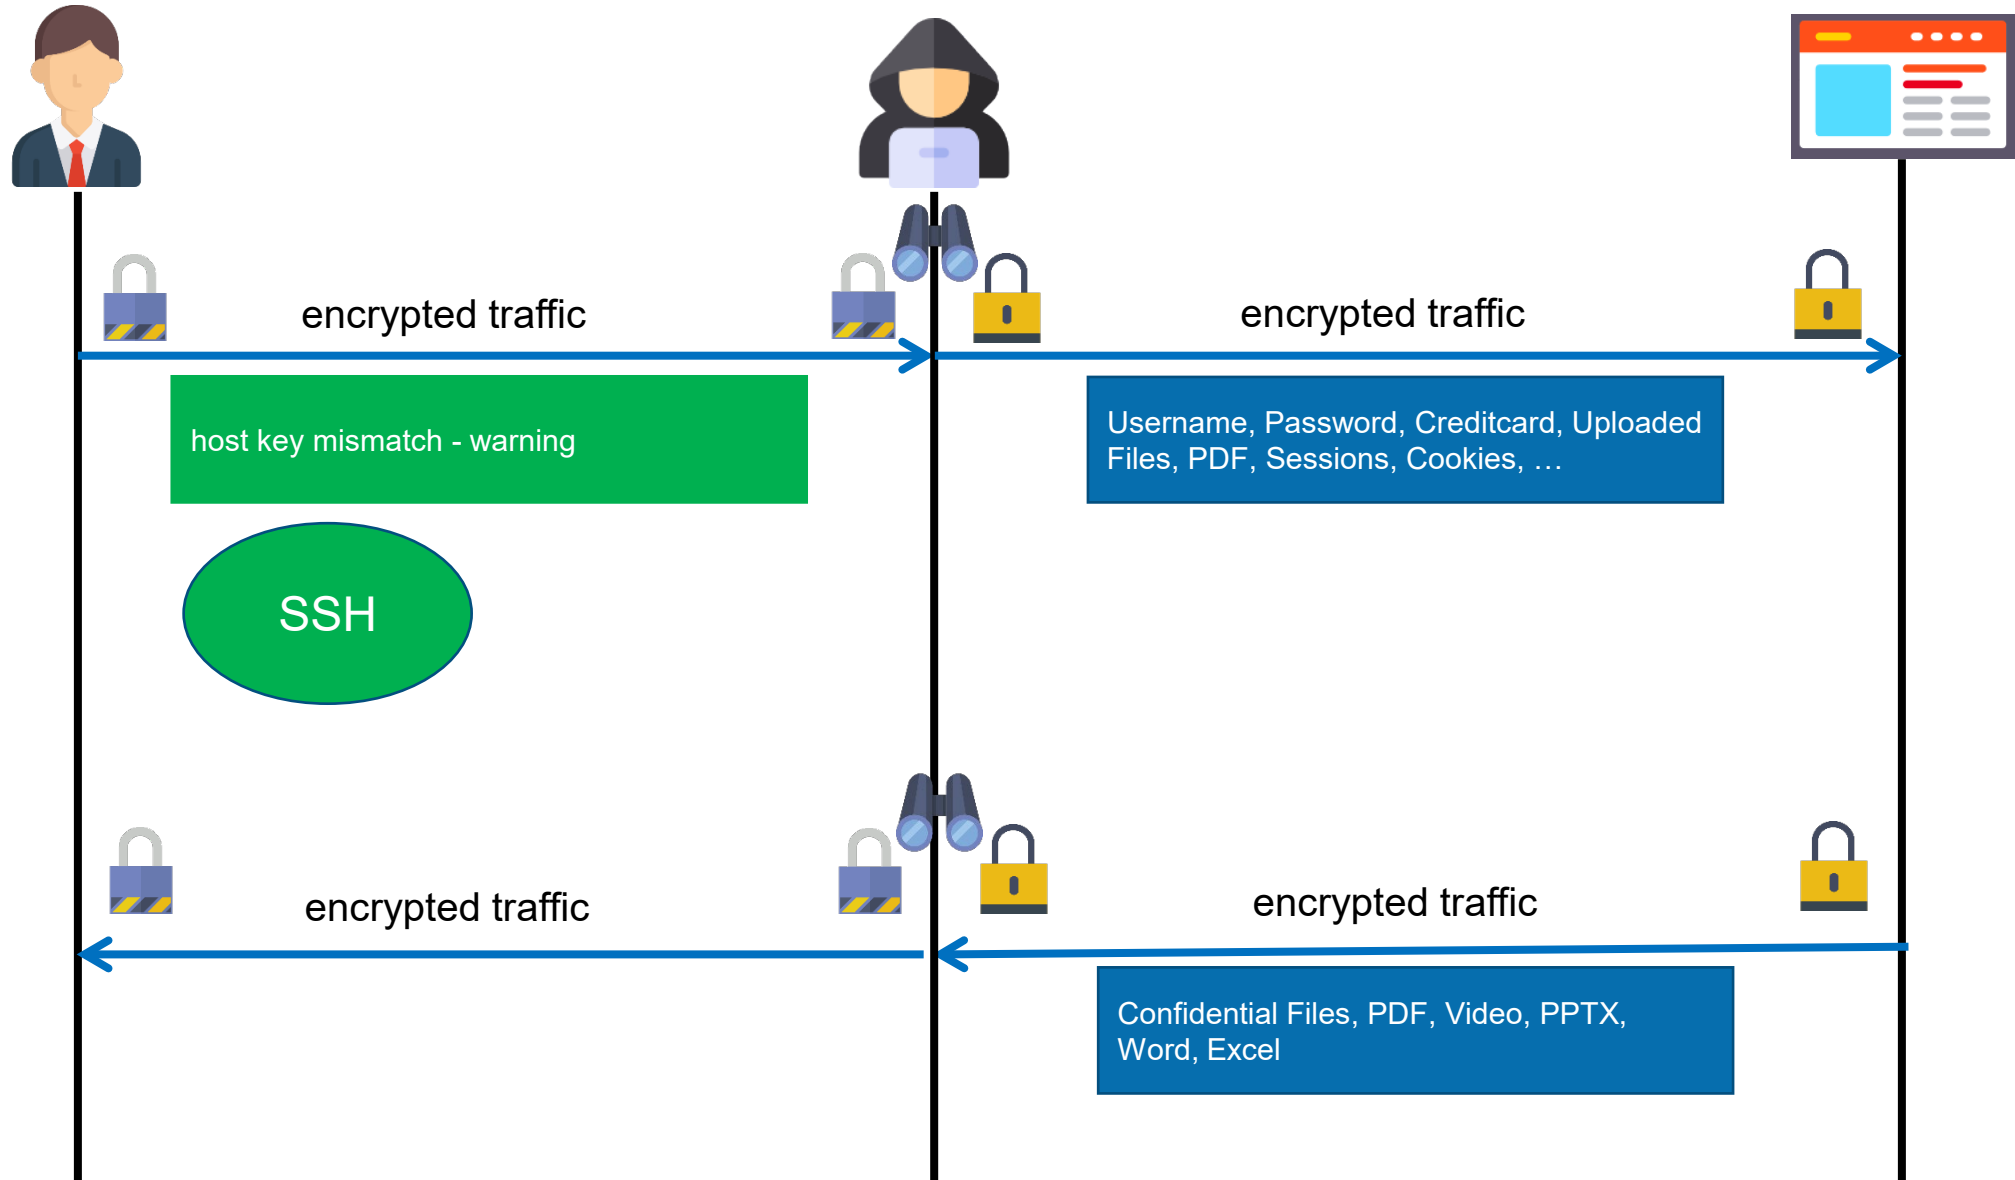 encrypted traffic
encrypted traffic
host key mismatch - warning
Username, Password, Creditcard, Uploaded
Files, PDF, Sessions, Cookies, …
SSH
encrypted traffic
encrypted traffic
Confidential Files, PDF, Video, PPTX,
Word, Excel